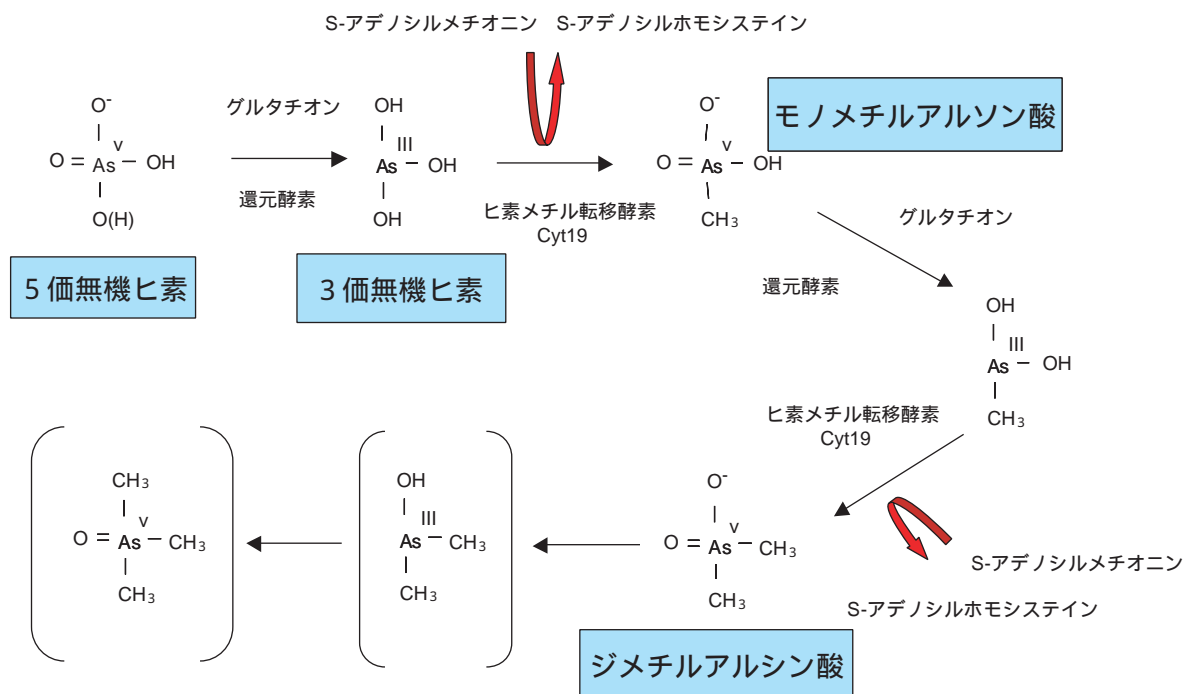 S-アデノシルメチオニン S-アデノシルホモシステイン
O-
O = As V - OH
O(H)
5価無機ヒ素
グルタチオン
還元酵素
OH
As III - OH
OH
3価無機ヒ素
ヒ素メチル転移酵素
Cyt19
O-
O = As V - OH
CH3
モノメチルアルソン酸
グルタチオン
還元酵素
OH
As III - OH
CH3
ヒ素メチル転移酵素
Cyt19
S-アデノシルメチオニン
S-アデノシルホモシステイン
O-
O = As V - CH3
CH3
ジメチルアルシン酸
OH
As III - CH3
CH3
CH3
O = As V - CH3
CH3